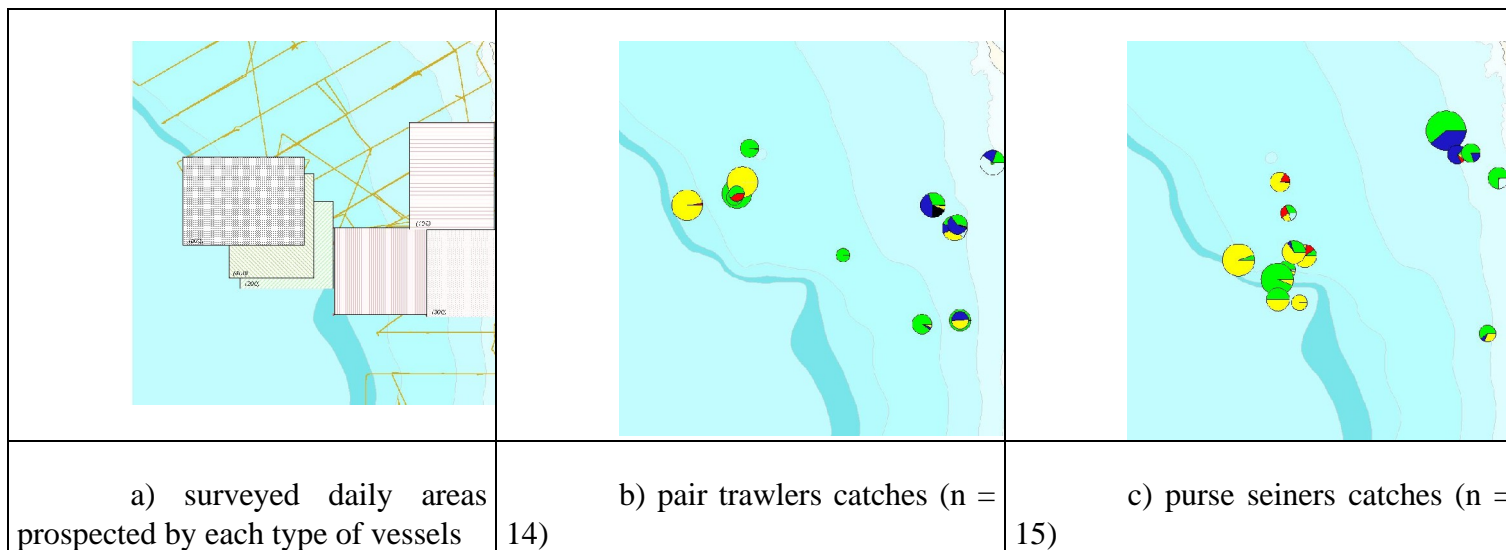 a) surveyed daily areas
prospected by each type of vessels
b) pair trawlers catches (n =
14)
c) purse seiners catches (n =
15)